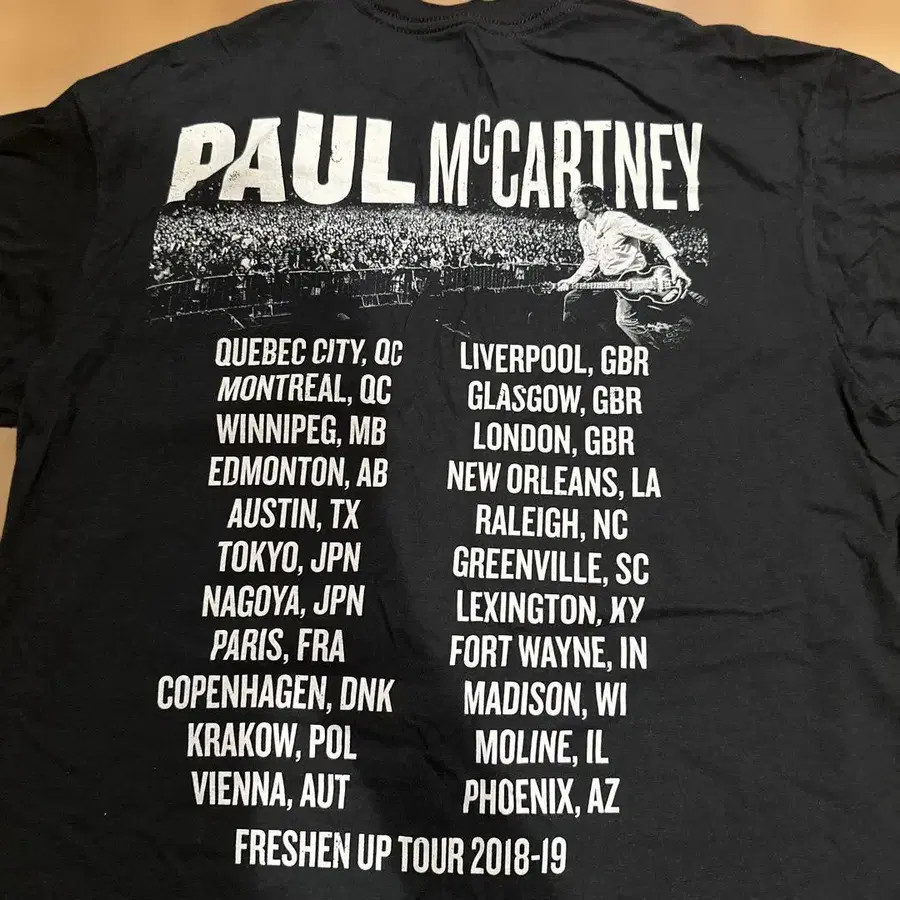 PAUL McCARTNEY
QUEBEC CITY, QC
MONTREAL, QC
WINNIPEG, MB
EDMONTON, AB
AUSTIN, TX
TOKYO, JPN
NAGOYA, JPN
PARIS, FRA
COPENHAGEN, DNK
KRAKOW, POL
VIENNA, AUT
LIVERPOOL, GBR
GLASGOW, GBR
LONDON, GBR
NEW ORLEANS, LA
RALEIGH, NC
GREENVILLE, SC
LEXINGTON, KY
FORT WAYNE, IN
MADISON, WI
MOLINE, IL
PHOENIX, AZ
FRESHEN UP TOUR 2018-19